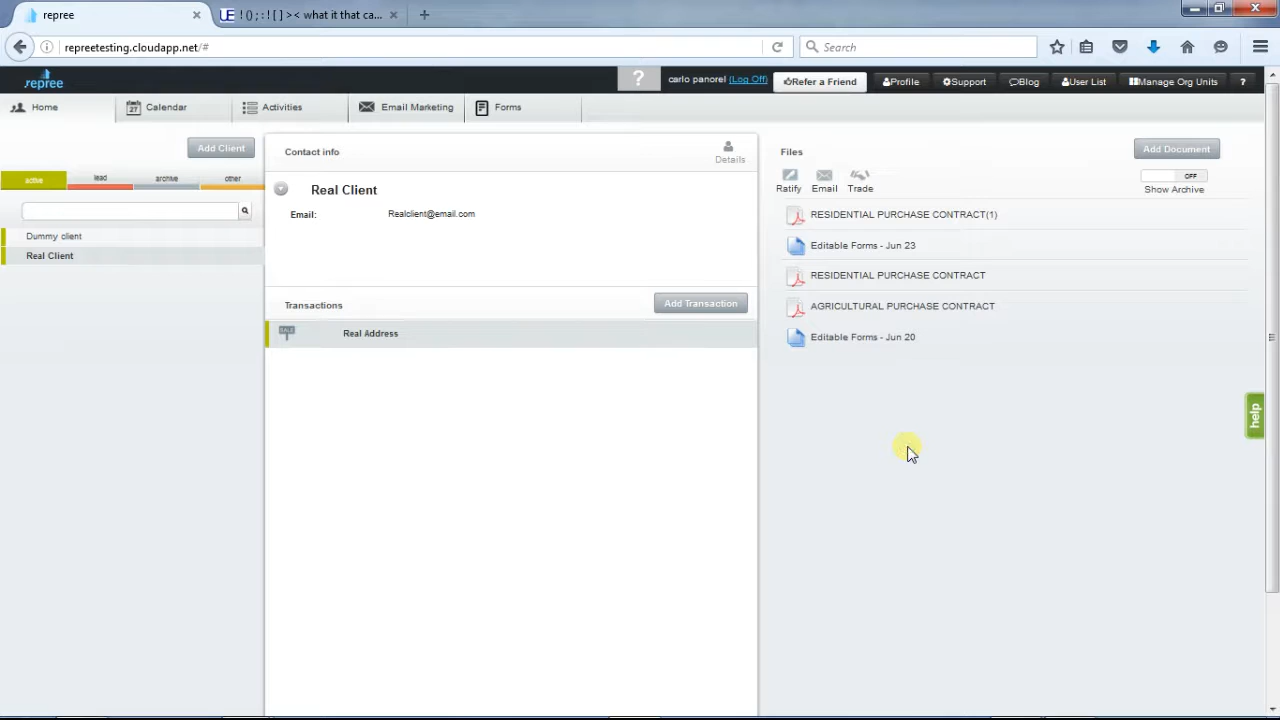 repree
UE ! () ; : ! [ ] >< what it that ca...
repreetesting.cloudapp.net/#
Search
repree
?
carlo panorel (Log Off)
Refer a Friend
Profile
Support
Blog
User List
Manage Org Units
?
Home
27
Calendar
Activities
Email Marketing
Forms
Add Client
active
lead
archive
other
Dummy client
Real Client
Contact info
Details
Real Client
Email: Realclient@email.com
Transactions
Add Transaction
SALE
Real Address
Files
Add Document
Ratify
Email
Trade
OFF
Show Archive
RESIDENTIAL PURCHASE CONTRACT(1)
Editable Forms - Jun 23
RESIDENTIAL PURCHASE CONTRACT
AGRICULTURAL PURCHASE CONTRACT
Editable Forms - Jun 20
help